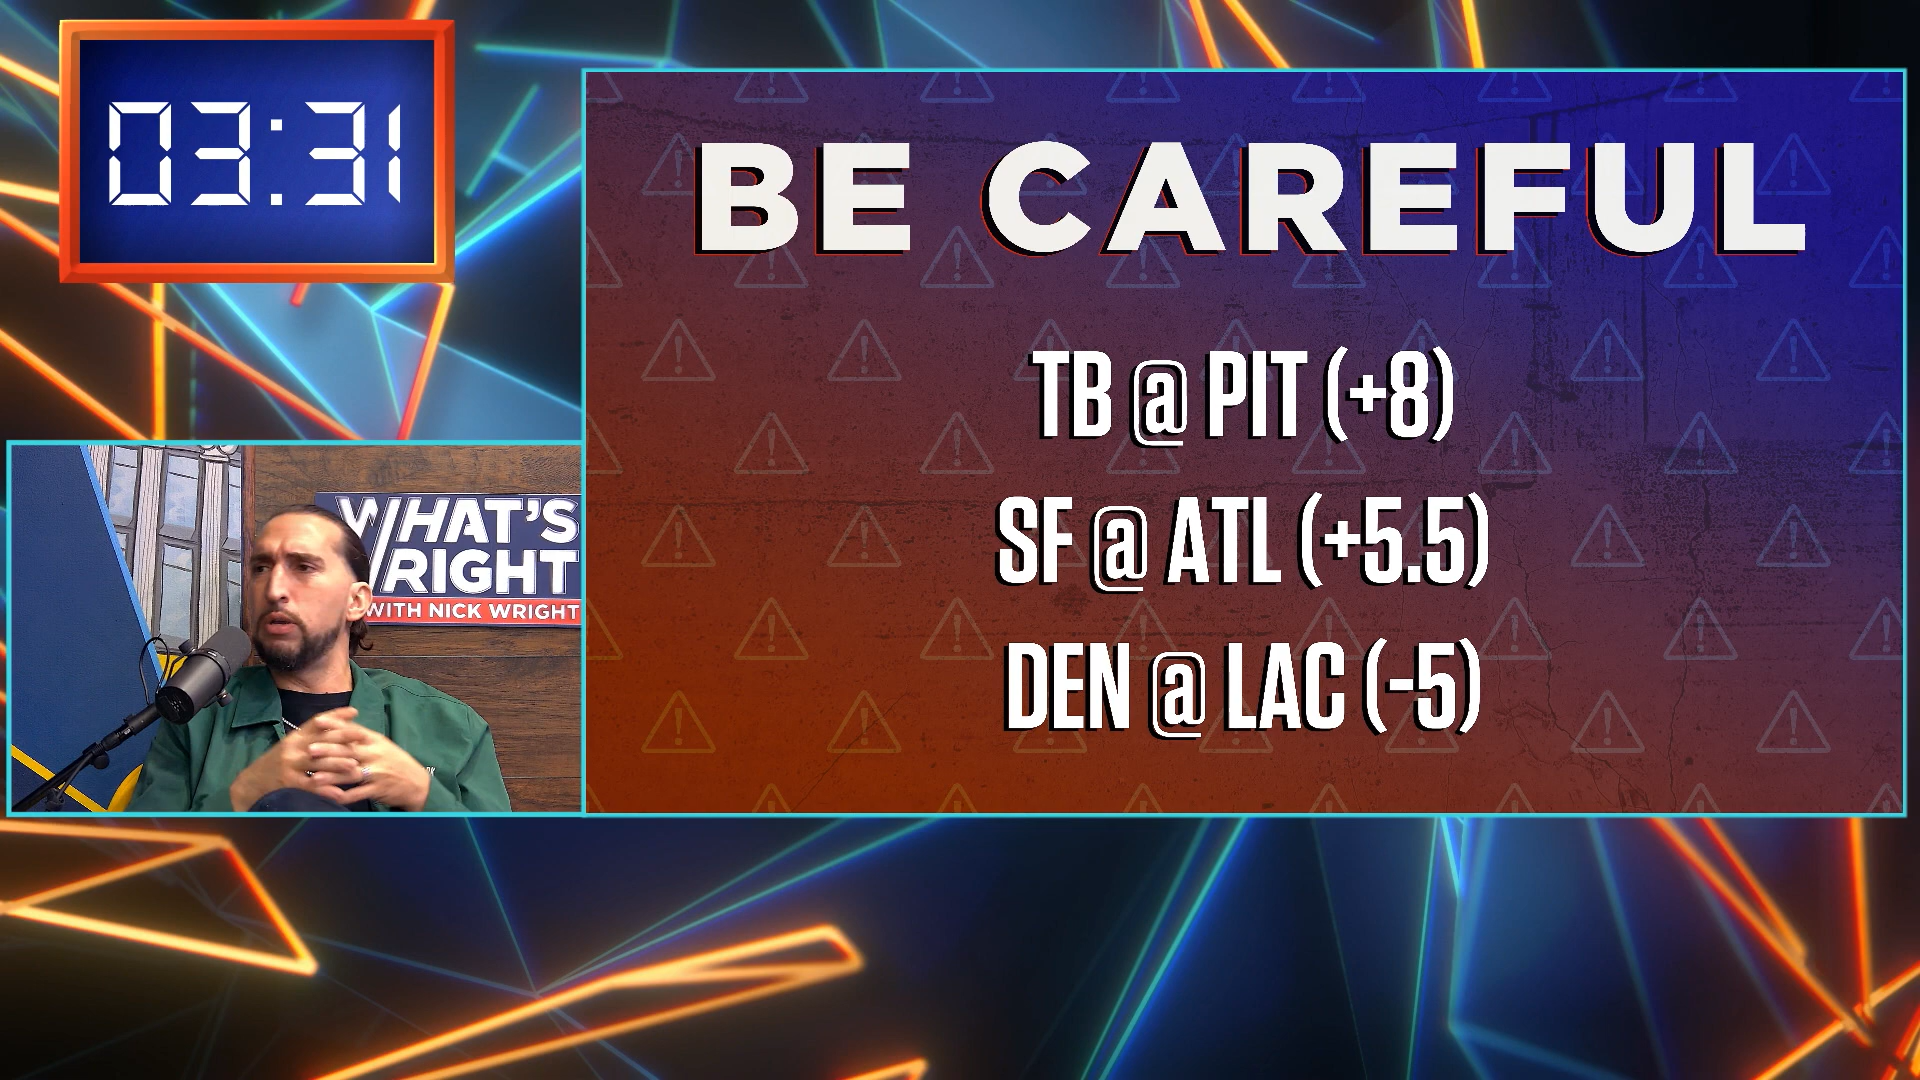 03:31
BE CAREFUL
TB @ PIT (+8)
SF @ ATL (+5.5)
DEN @ LAC (-5)
WHAT'S
WRIGHT
WITH NICK WRIGHT